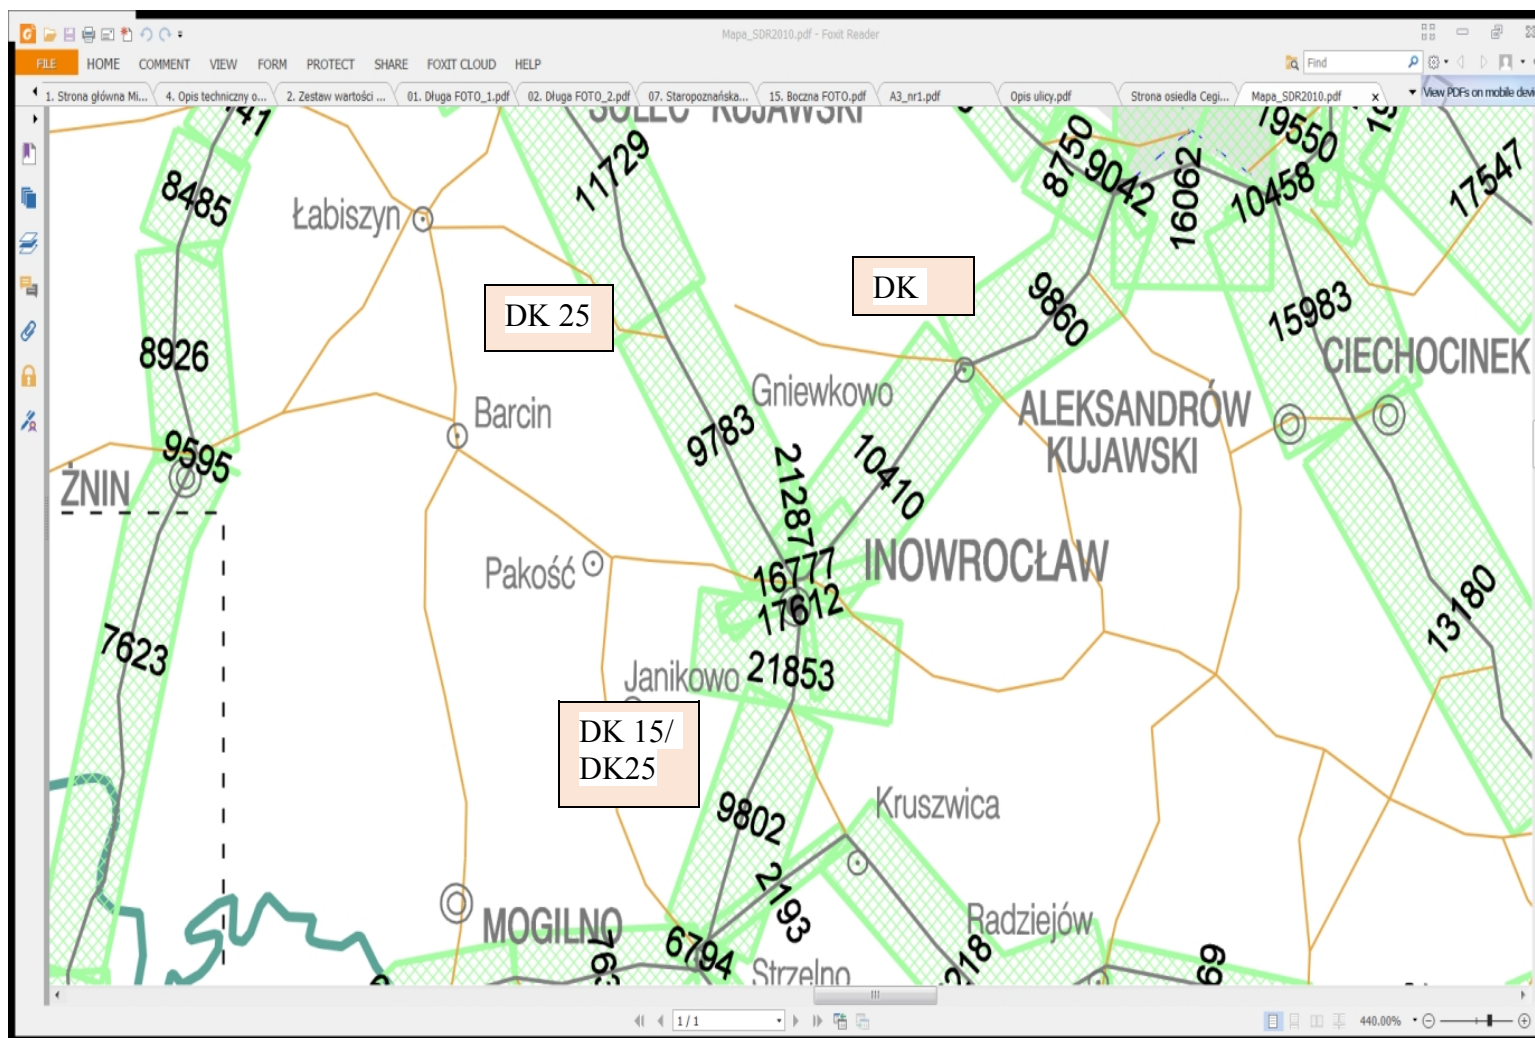 Mapa_SDR2010.pdf - Foxit Reader
FILE HOME COMMENT VIEW FORM PROTECT SHARE FOXIT CLOUD HELP
Find
1. Strona główna Mi... 4. Opis techniczny o... 2. Zestaw wartości ... 01. Długa FOTO_1.pdf 02. Długa FOTO_2.pdf 07. Staropoznańska... 15. Boczna FOTO.pdf A3_nr1.pdf Opis ulicy.pdf Strona osiedla Cegi... Mapa_SDR2010.pdf x View PDFs on mobile devi
SOLEC KUJAWSKI
11729
8750
9042
16062
19550
10458
17547
8485
Łabiszyn
DK 25
DK
9860
15983
CIECHOCINEK
8926
Gniewkowo
ALEKSANDRÓW
KUJAWSKI
Barcin
9783
21287
10410
9595
ŻNIN
INOWROCŁAW
Pakość
16777
17612
13180
7623
Janikowo
21853
DK 15/
DK25
9802
Kruszwica
2193
MOGILNO
Radziejów
6794
Strzelno
1 / 1
440.00%